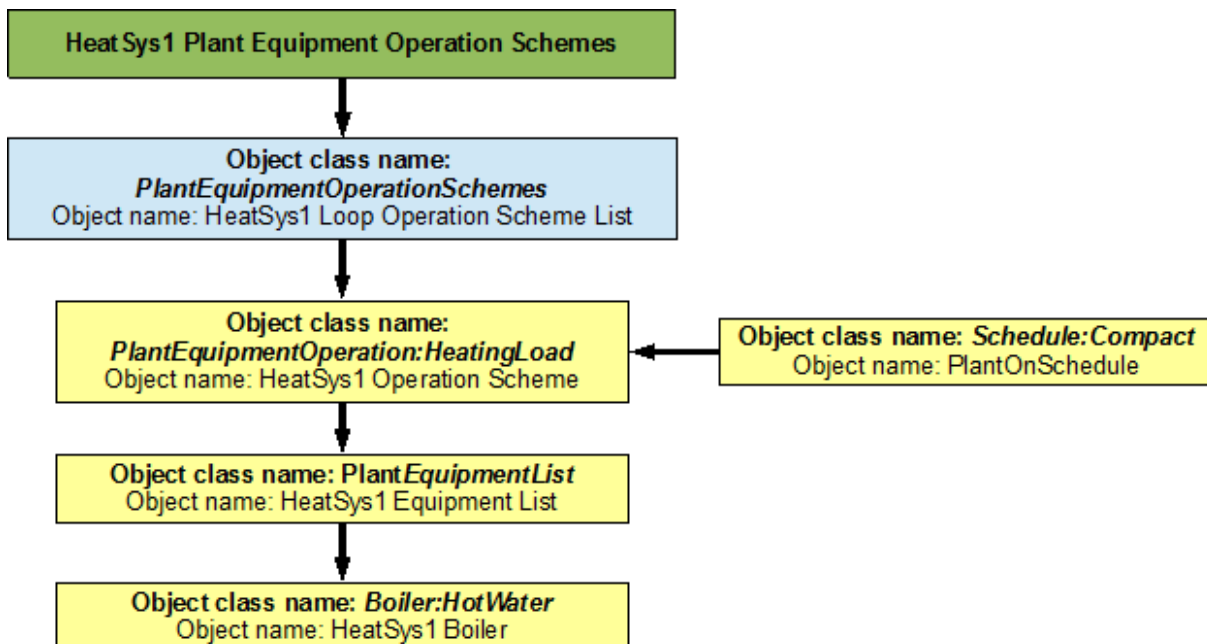 HeatSys1 Plant Equipment Operation Schemes
Object class name:
PlantEquipmentOperationSchemes
Object name: HeatSys1 Loop Operation Scheme List
Object class name:
PlantEquipmentOperation:HeatingLoad
Object name: HeatSys1 Operation Scheme
Object class name: Schedule:Compact
Object name: PlantOnSchedule
Object class name: PlantEquipmentList
Object name: HeatSys1 Equipment List
Object class name: Boiler:HotWater
Object name: HeatSys1 Boiler